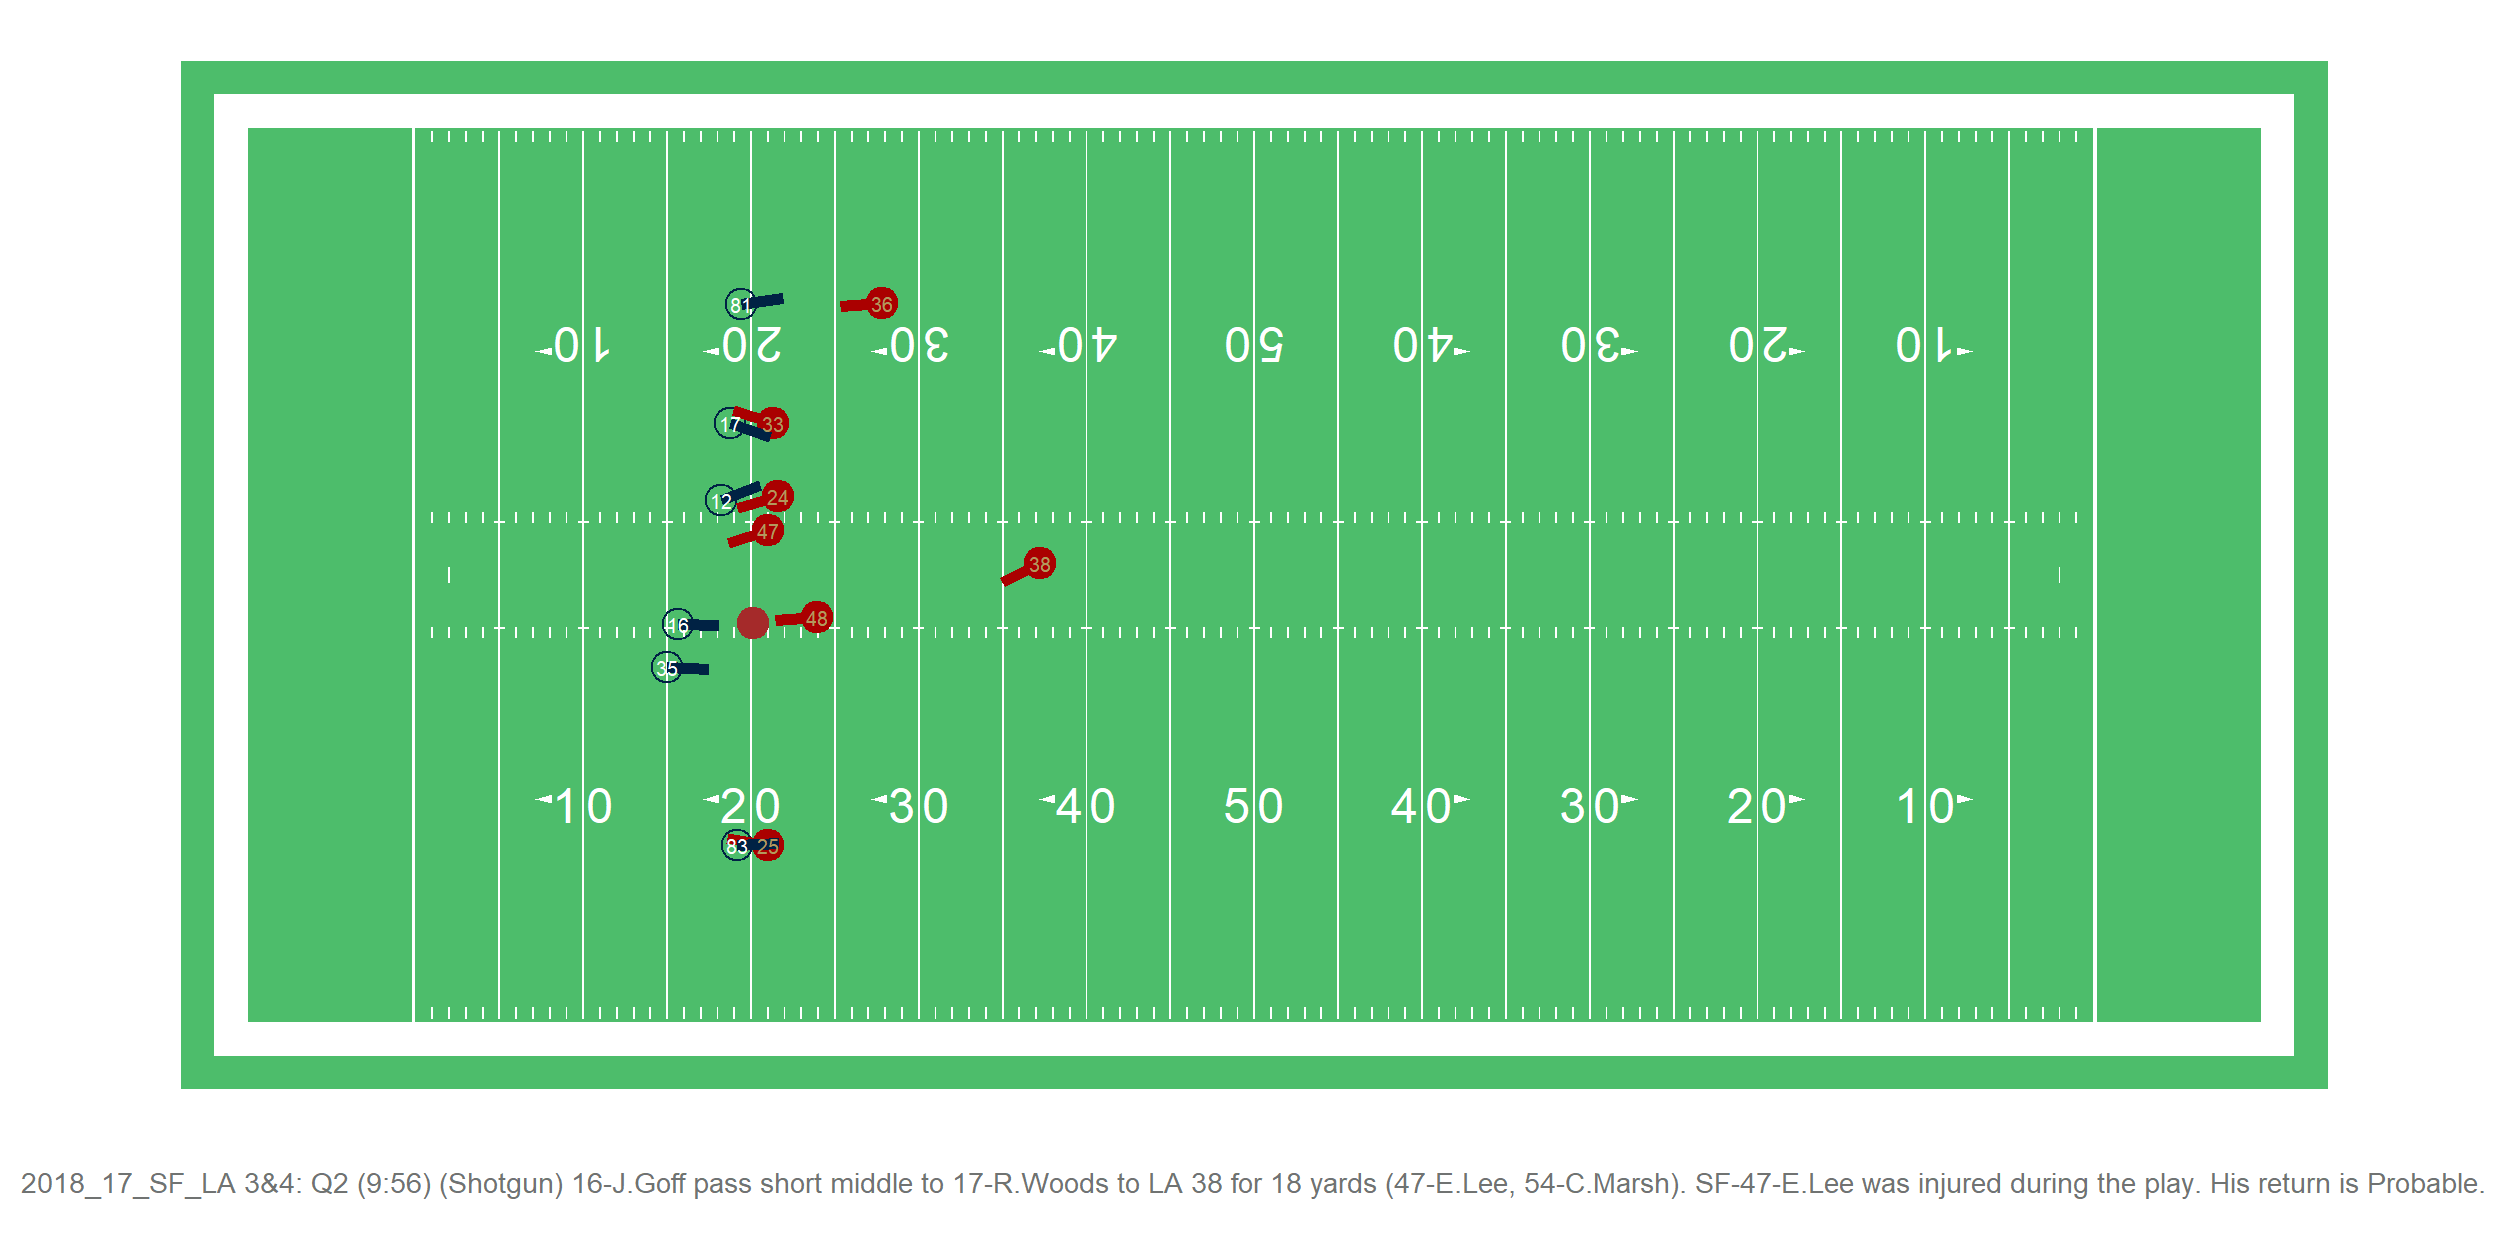 81 36
10 20 30 40 50 40 30 20 10
17 33
12 24
47
38
16 48
35
10 20 30 40 50 40 30 20 10
83 25
2018_17_SF_LA 3&4: Q2 (9:56) (Shotgun) 16-J.Goff pass short middle to 17-R.Woods to LA 38 for 18 yards (47-E.Lee, 54-C.Marsh). SF-47-E.Lee was injured during the play. His return is Probable.